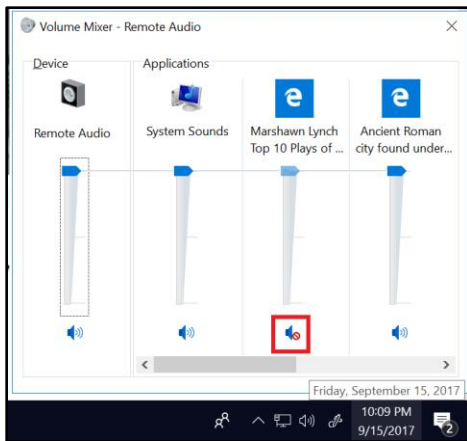 Volume Mixer - Remote Audio
Device
Applications
Remote Audio
System Sounds
Marshawn Lynch
Top 10 Plays of ...
Ancient Roman
city found under...
Friday, September 15, 2017
10:09 PM
9/15/2017
2